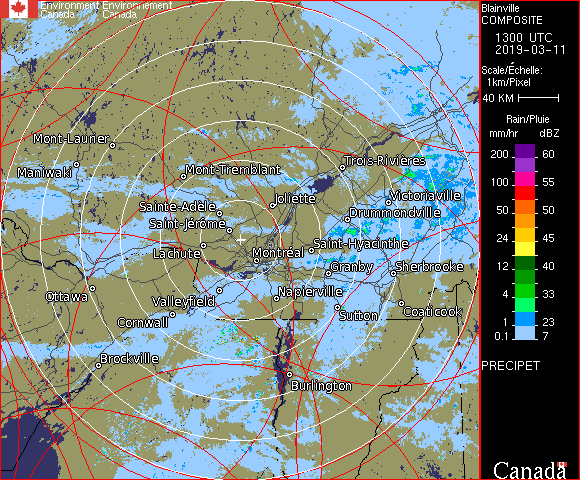 Environment Environnement
Canada Canada
Blainville
COMPOSITE
1300 UTC
2019-03-11
Scale/Échelle:
1km/Pixel
40 KM
Rain/Pluie
mm/hr dBZ
200 60
100 55
50 50
24 45
12 40
4 33
1 23
0.1 7
PRECIPET
Canada
Mont-Laurier
Maniwaki
Mont-Tremblant
Trois-Rivières
Sainte-Adèle
Joliette
Victoriaville
Saint-Jérôme
Drummondville
Lachute
Montréal
Saint-Hyacinthe
Granby
Sherbrooke
Ottawa
Valleyfield
Napierville
Cornwall
Sutton
Coaticook
Brockville
Burlington